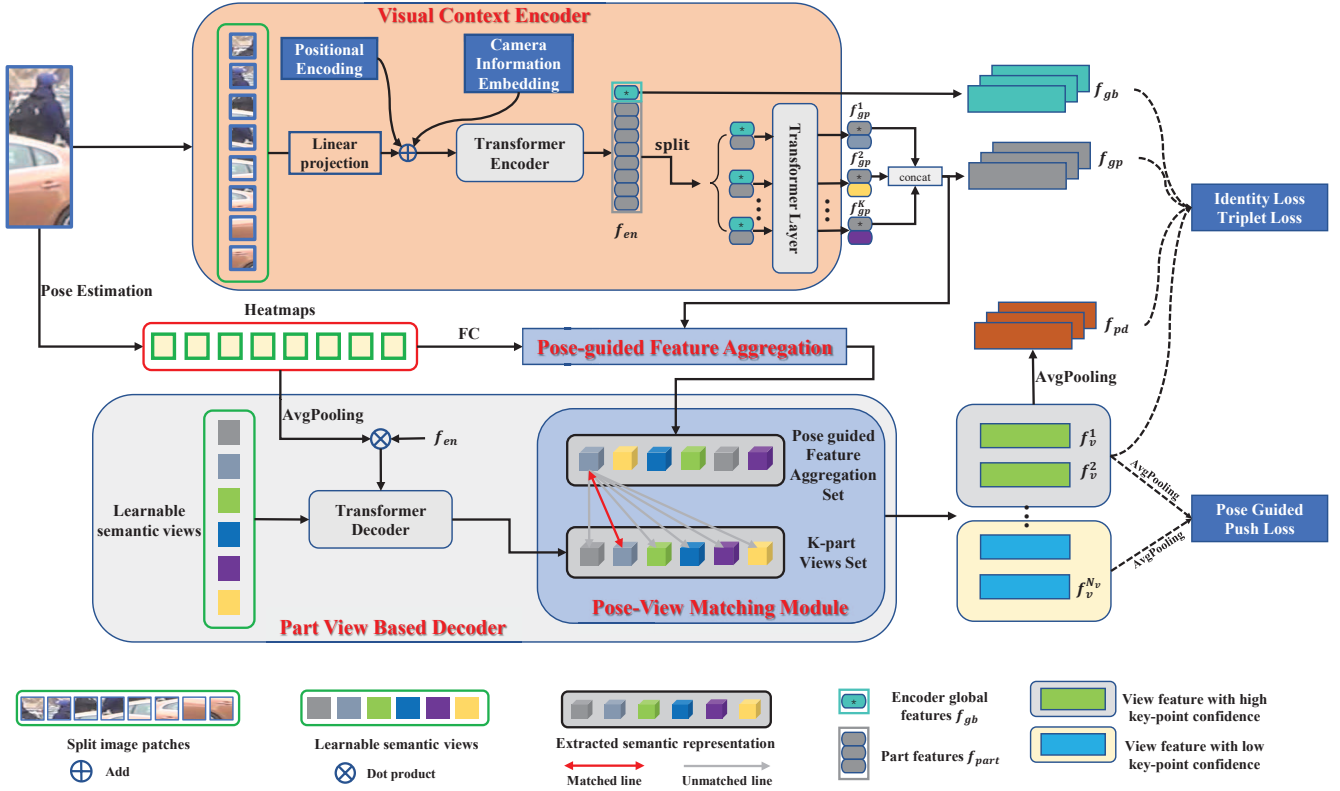 Visual Context Encoder
Positional
Encoding
Camera
Information
Embedding
Linear
projection
Transformer
Encoder
*
f_en
split
*
*
*
Transformer Layer
f_gp^1
*
f_gp^2
*
f_gp^K
*
concat
f_gb
f_gp
Identity Loss
Triplet Loss
Pose Estimation
Heatmaps
FC
Pose-guided Feature Aggregation
f_pd
AvgPooling
AvgPooling
f_en
Learnable
semantic views
Transformer
Decoder
Pose guided
Feature
Aggregation
Set
K-part
Views Set
Pose-View Matching Module
Part View Based Decoder
f_v^1
f_v^2
f_v^{N_v}
AvgPooling
AvgPooling
Pose Guided
Push Loss
Split image patches
Add
Learnable semantic views
Dot product
Extracted semantic representation
Matched line
Unmatched line
*
Encoder global
features f_gb
Part features f_part
View feature with high
key-point confidence
View feature with low
key-point confidence